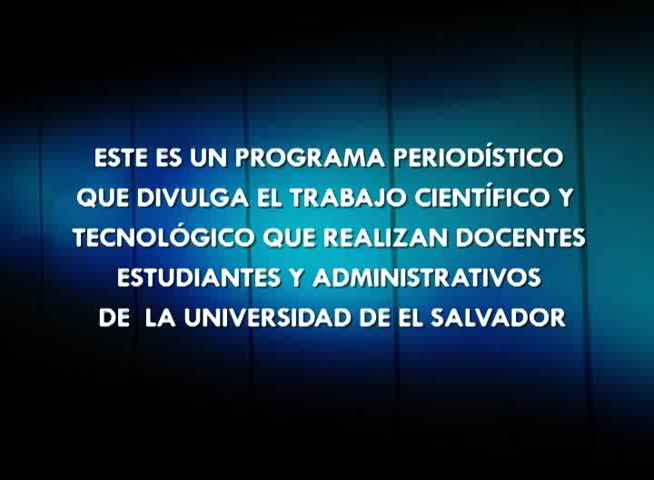 ESTE ES UN PROGRAMA PERIODÍSTICO
QUE DIVULGA EL TRABAJO CIENTÍFICO Y
TECNOLÓGICO QUE REALIZAN DOCENTES
ESTUDIANTES Y ADMINISTRATIVOS
DE LA UNIVERSIDAD DE EL SALVADOR